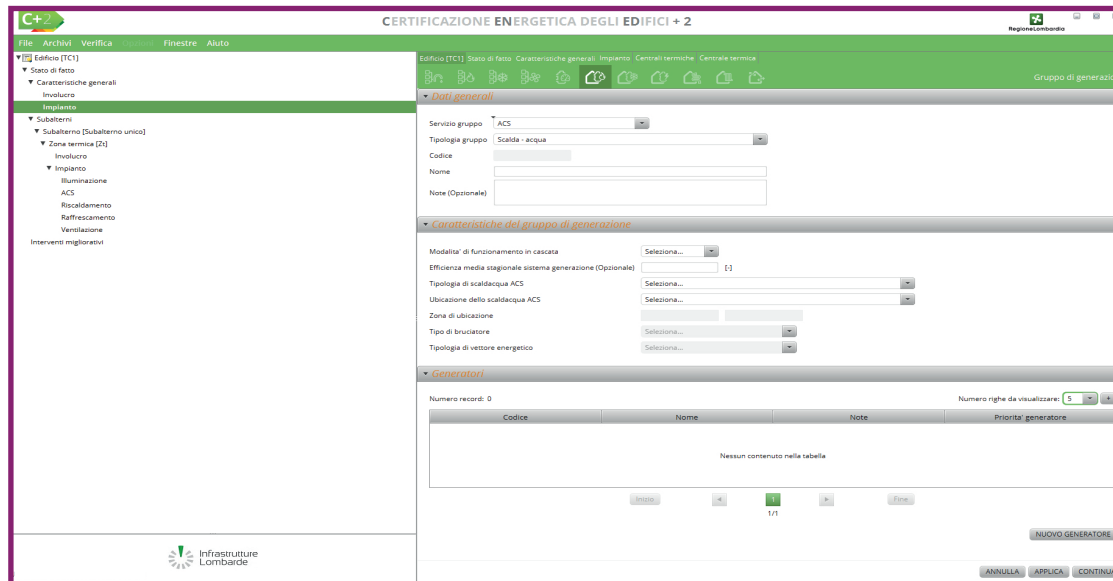 C+2
CERTIFICAZIONE ENERGETICA DEGLI EDIFICI + 2
RegioneLombardia
File Archivi Verifica Opzioni Finestre Aiuto
Edificio [TC1]
Stato di fatto
Caratteristiche generali
Involucro
Impianto
Subalterni
Subalterno [Subalterno unico]
Zona termica [Zt]
Involucro
Impianto
Illuminazione
ACS
Riscaldamento
Raffrescamento
Ventilazione
Interventi migliorativi
Infrastrutture
Lombarde
Edificio [TC1] Stato di fatto Caratteristiche generali Impianto Centrali termiche Centrale termica
Gruppo di generazio
Dati generali
Servizio gruppo ACS
Tipologia gruppo Scalda - acqua
Codice
Nome
Note (Opzionale)
Caratteristiche del gruppo di generazione
Modalita' di funzionamento in cascata Seleziona...
Efficienza media stagionale sistema generazione (Opzionale) [-]
Tipologia di scaldacqua ACS Seleziona...
Ubicazione dello scaldacqua ACS Seleziona...
Zona di ubicazione
Tipo di bruciatore Seleziona...
Tipologia di vettore energetico Seleziona...
Generatori
Numero record: 0 Numero righe da visualizzare: 5 +
Codice Nome Note Priorita' generatore
Nessun contenuto nella tabella
Inizio 1 Fine
1/1
NUOVO GENERATORE
ANNULLA APPLICA CONTINUA